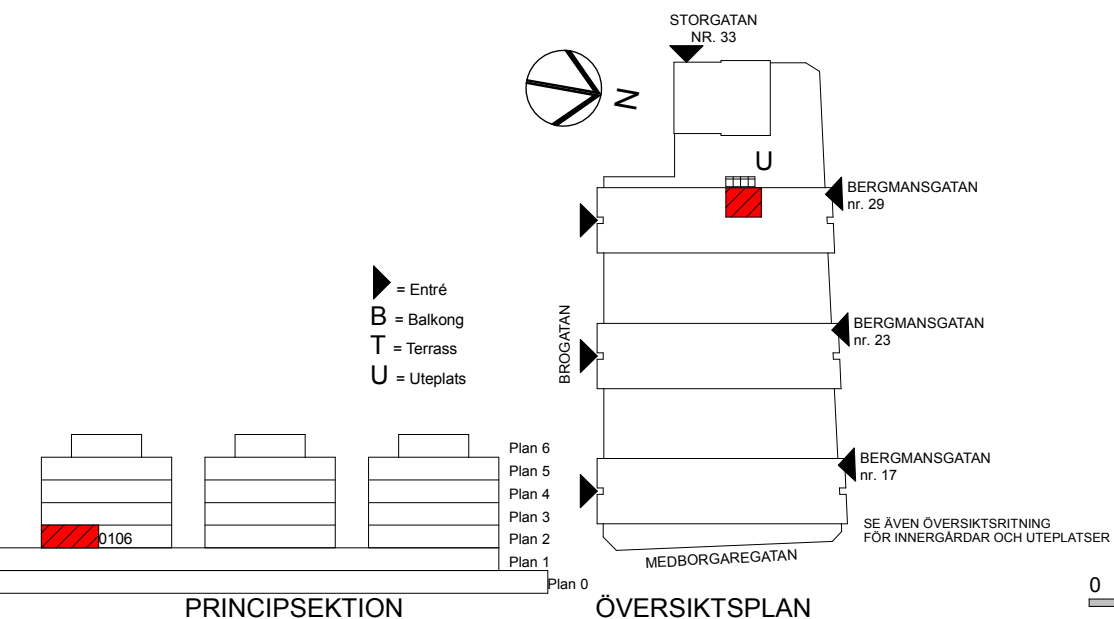 STORGATAN
NR. 33
N
U
BERGMANSGATAN
nr. 29
= Entré
B = Balkong
T = Terrass
U = Uteplats
BROGATAN
BERGMANSGATAN
nr. 23
BERGMANSGATAN
nr. 17
SE ÄVEN ÖVERSIKTSRITNING
FÖR INNERGÅRDAR OCH UTEPLATSER
MEDBORGAREGATAN
Plan 6
Plan 5
Plan 4
Plan 3
0106
Plan 2
Plan 1
Plan 0
PRINCIPSEKTION
ÖVERSIKTSPLAN
0